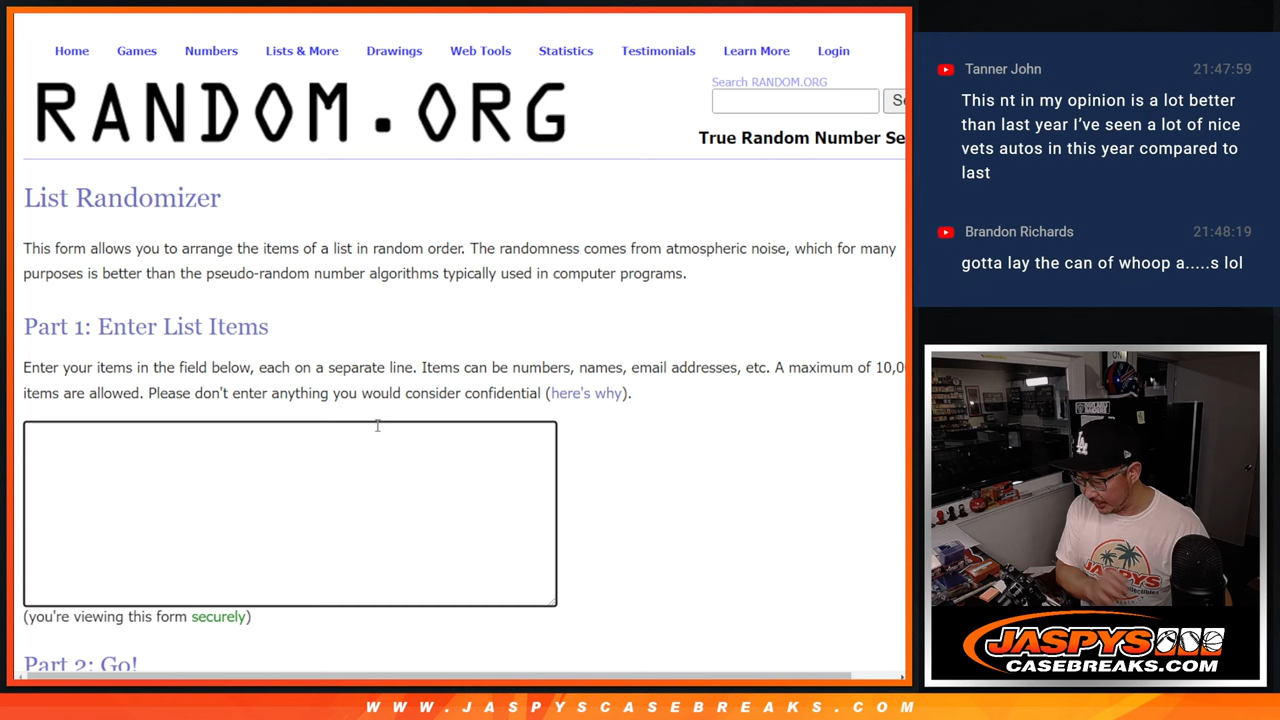 Home Games Numbers Lists & More Drawings Web Tools Statistics Testimonials Learn More Login
RANDOM.ORG
Search RANDOM.ORG
True Random Number Se
List Randomizer
This form allows you to arrange the items of a list in random order. The randomness comes from atmospheric noise, which for many
purposes is better than the pseudo-random number algorithms typically used in computer programs.
Part 1: Enter List Items
Enter your items in the field below, each on a separate line. Items can be numbers, names, email addresses, etc. A maximum of 10,0
items are allowed. Please don't enter anything you would consider confidential (here's why).
(you're viewing this form securely)
Part 2: Go!
Tanner John 21:47:59
This nt in my opinion is a lot better
than last year I’ve seen a lot of nice
vets autos in this year compared to
last
Brandon Richards 21:48:19
gotta lay the can of whoop a.....s lol
LA
JASPYS
CASEBREAKS.COM
WWW.JASPYSCASEBREAKS.COM